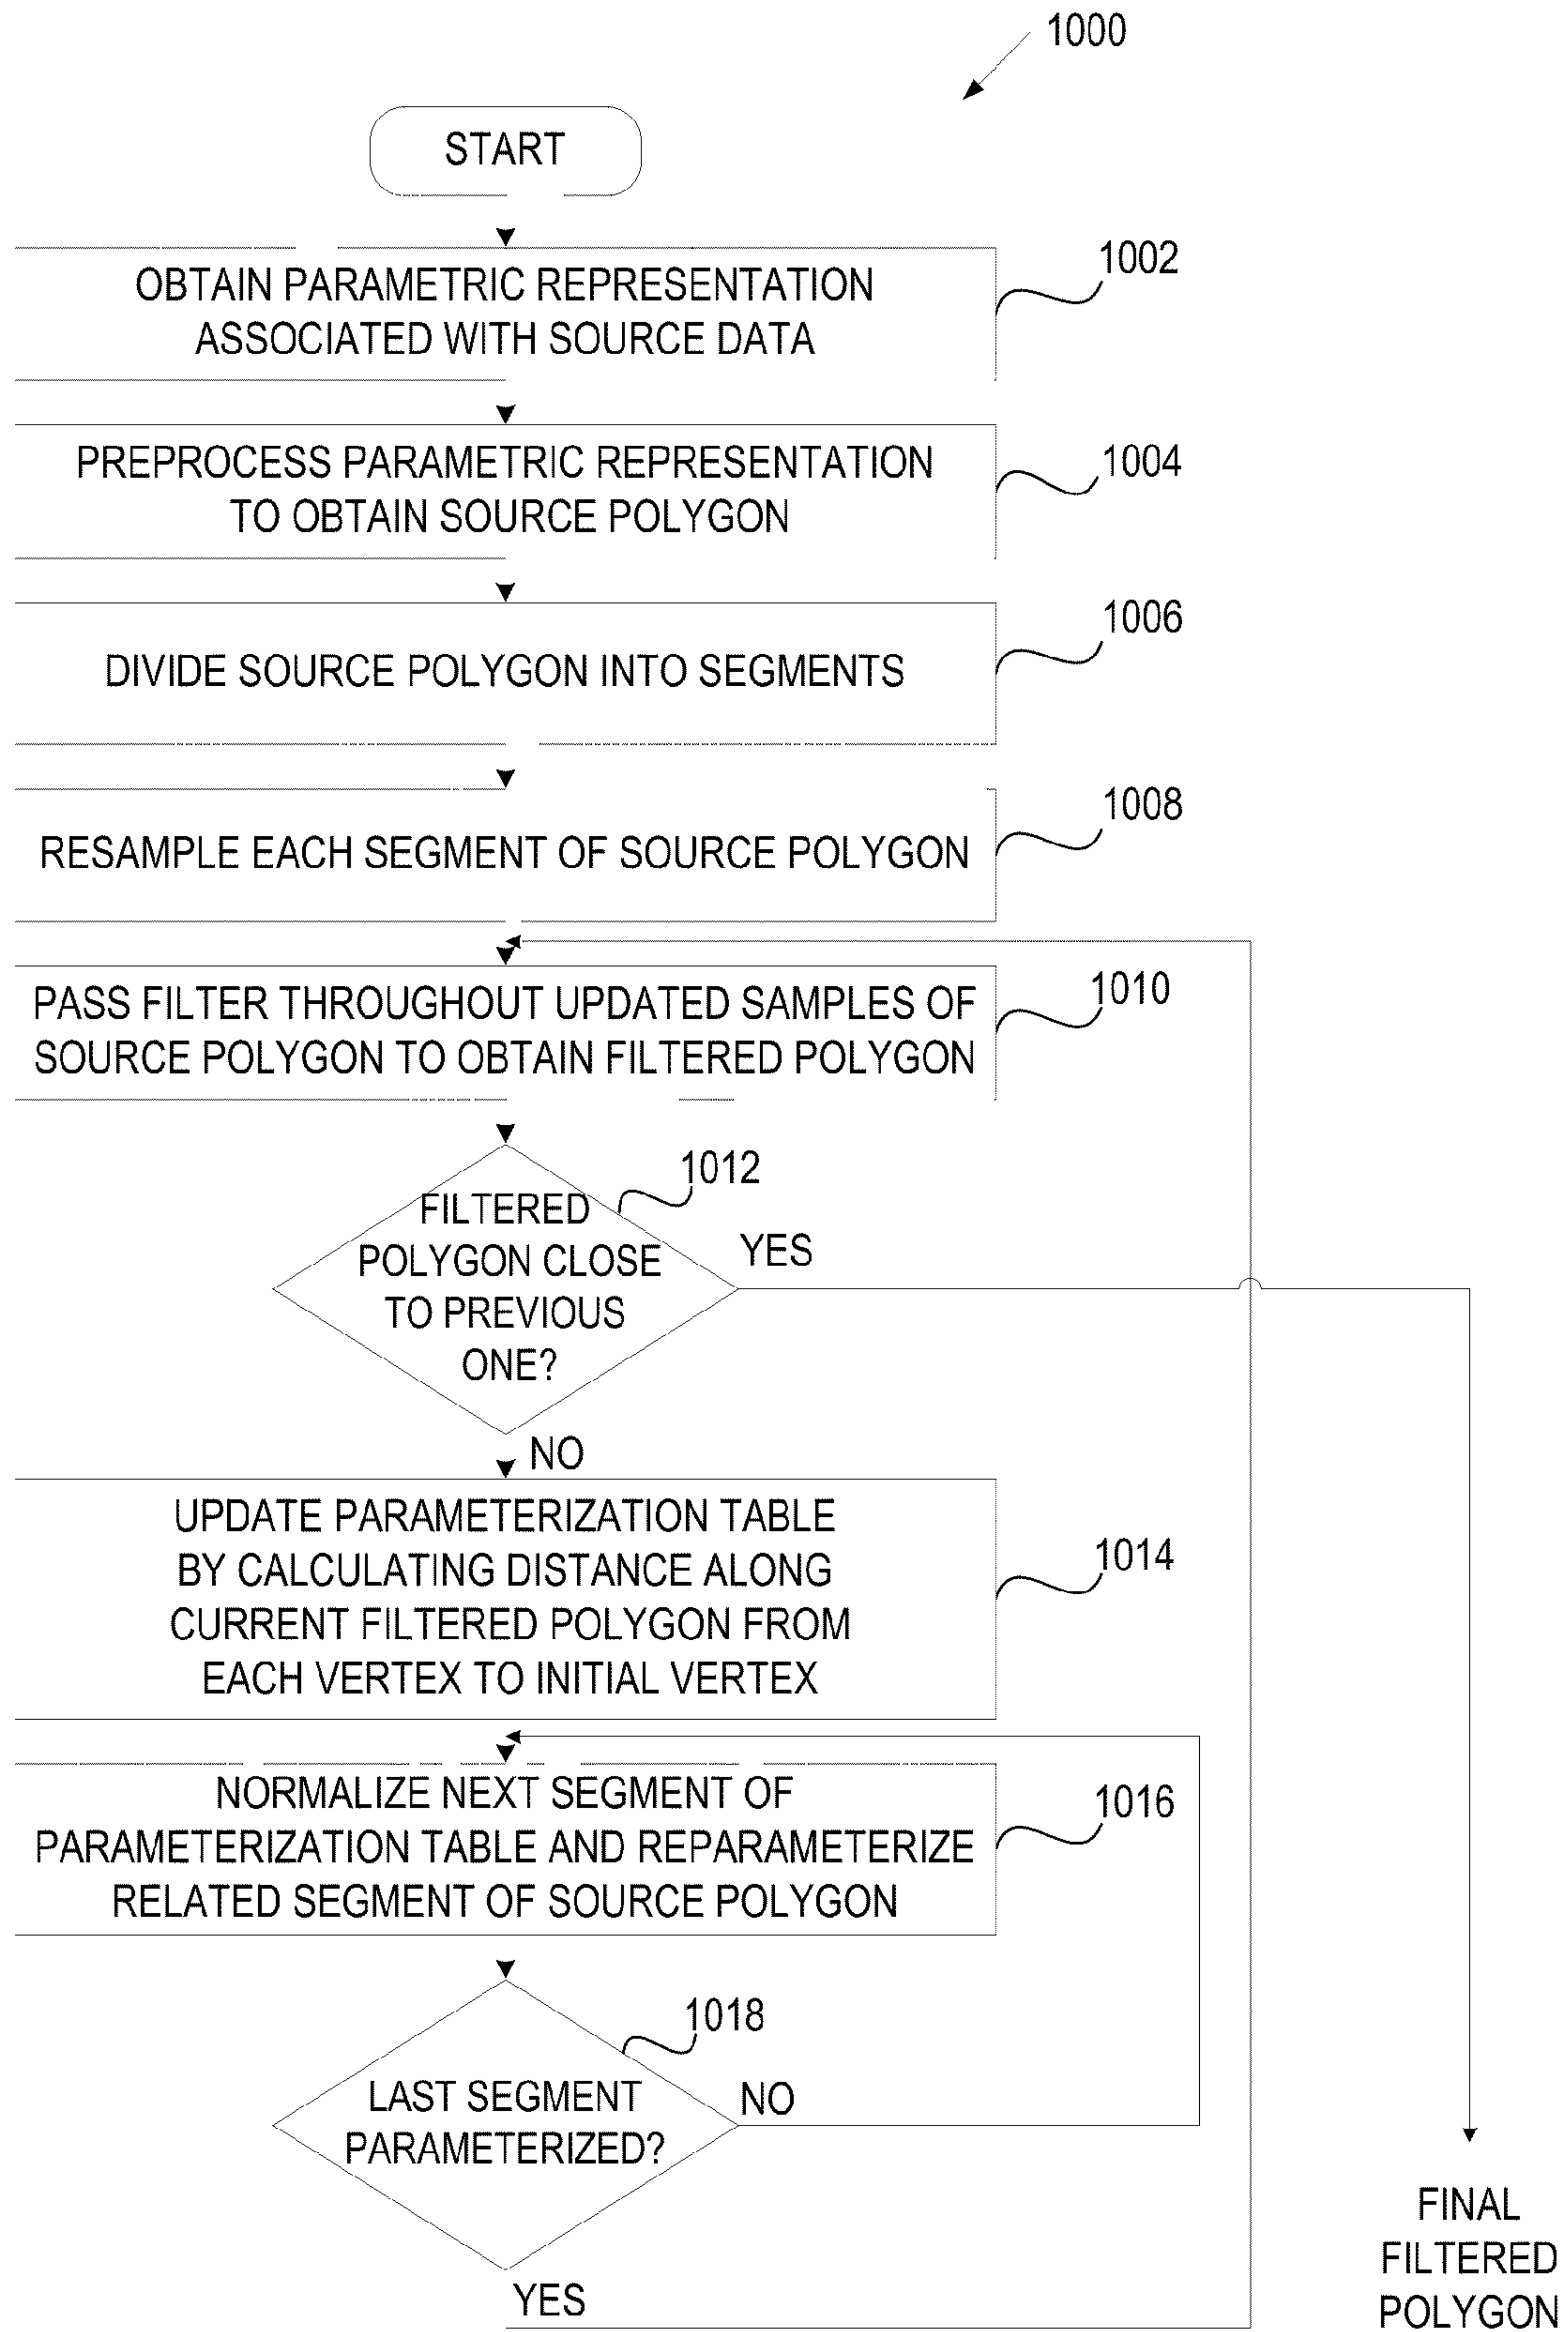 1000
START
OBTAIN PARAMETRIC REPRESENTATION
ASSOCIATED WITH SOURCE DATA
1002
PREPROCESS PARAMETRIC REPRESENTATION
TO OBTAIN SOURCE POLYGON
1004
DIVIDE SOURCE POLYGON INTO SEGMENTS
1006
RESAMPLE EACH SEGMENT OF SOURCE POLYGON
1008
PASS FILTER THROUGHOUT UPDATED SAMPLES OF
SOURCE POLYGON TO OBTAIN FILTERED POLYGON
1010
FILTERED
POLYGON CLOSE
TO PREVIOUS
ONE?
1012
YES
NO
UPDATE PARAMETERIZATION TABLE
BY CALCULATING DISTANCE ALONG
CURRENT FILTERED POLYGON FROM
EACH VERTEX TO INITIAL VERTEX
1014
NORMALIZE NEXT SEGMENT OF
PARAMETERIZATION TABLE AND REPARAMETERIZE
RELATED SEGMENT OF SOURCE POLYGON
1016
LAST SEGMENT
PARAMETERIZED?
1018
NO
YES
FINAL
FILTERED
POLYGON